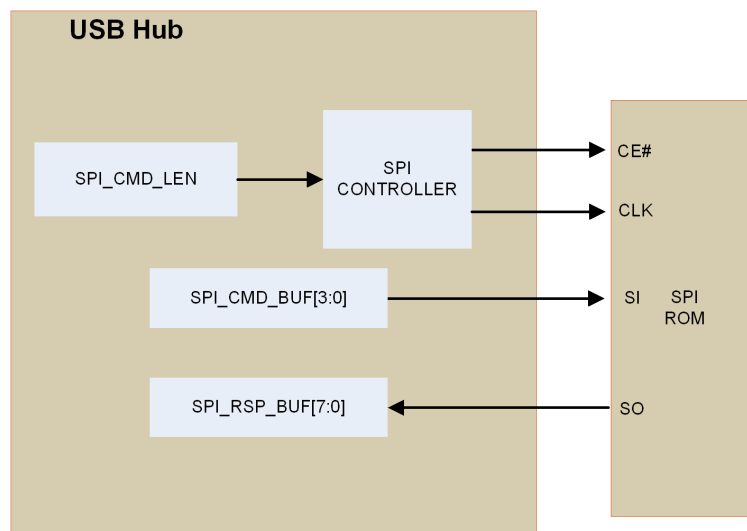 USB Hub
SPI_CMD_LEN
SPI
CONTROLLER
CE#
CLK
SPI_CMD_BUF[3:0]
SI
SPI
ROM
SPI_RSP_BUF[7:0]
SO